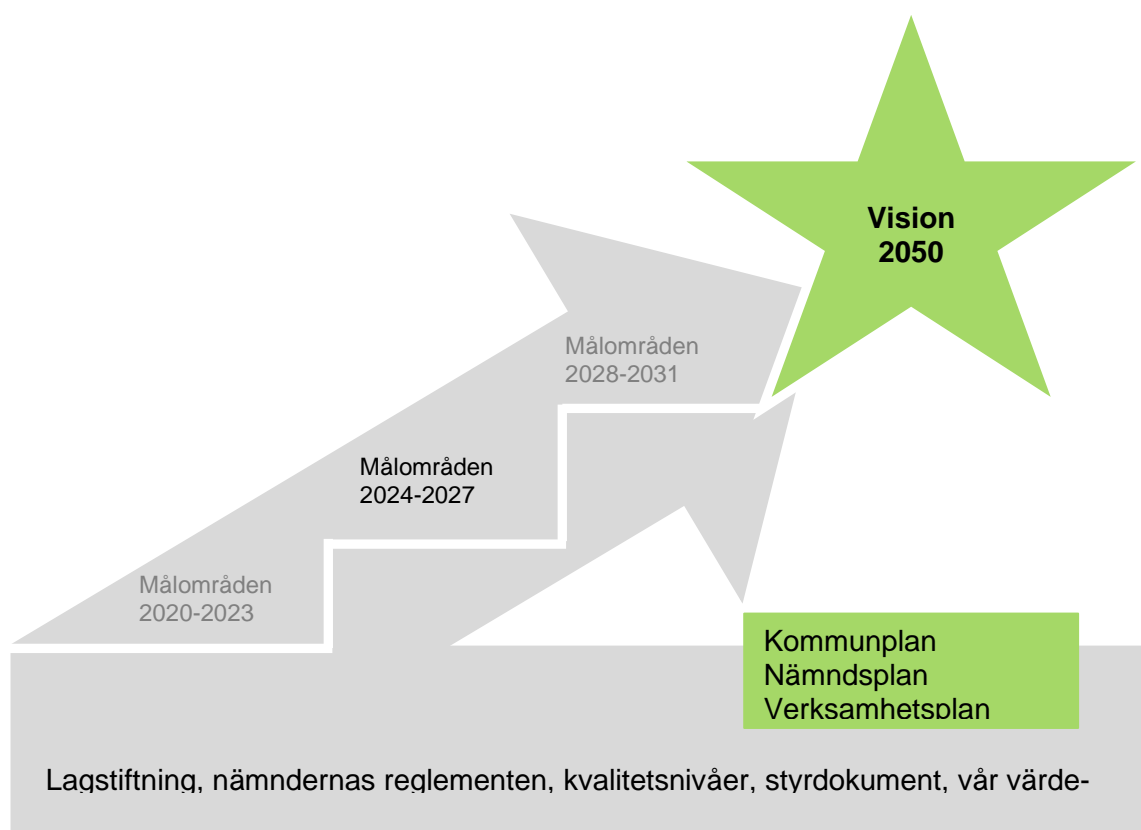 Vision
2050
Målområden
2028-2031
Målområden
2024-2027
Målområden
2020-2023
Kommunplan
Nämndsplan
Verksamhetsplan
Lagstiftning, nämndernas reglementen, kvalitetsnivåer, styrdokument, vår värde-